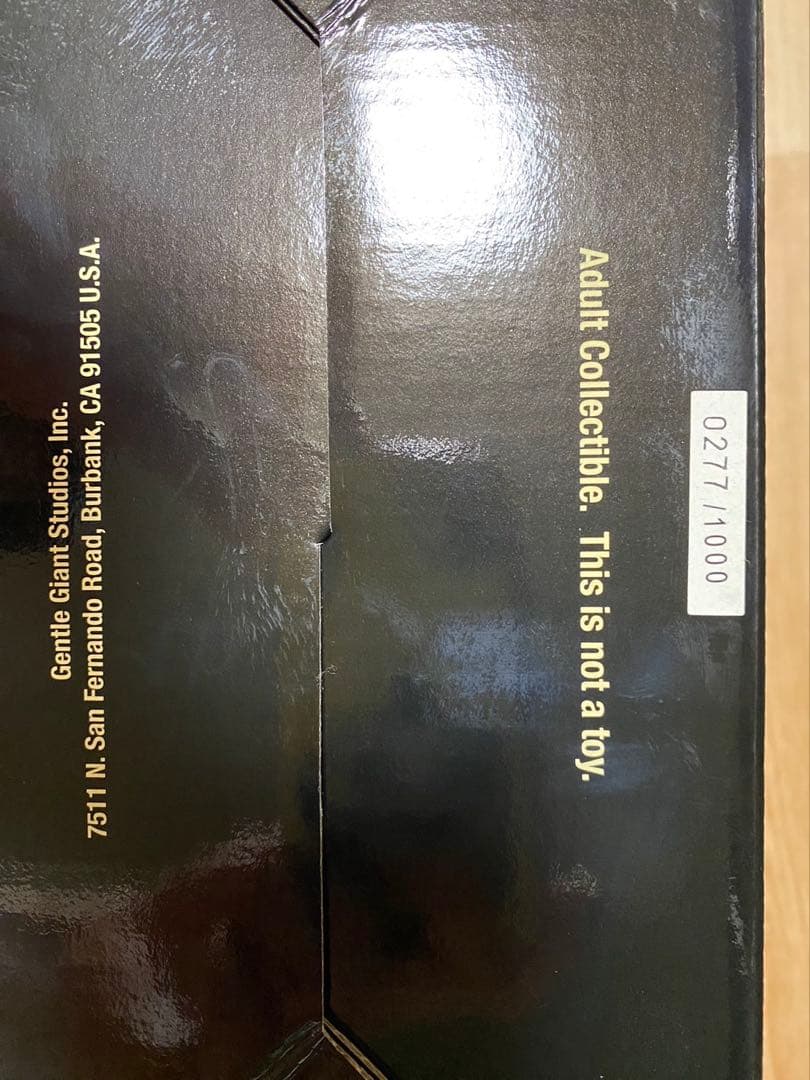 0277/1000
Adult Collectible. This is not a toy.
Gentle Giant Studios, Inc.
7511 N. San Fernando Road, Burbank, CA 91505 U.S.A.